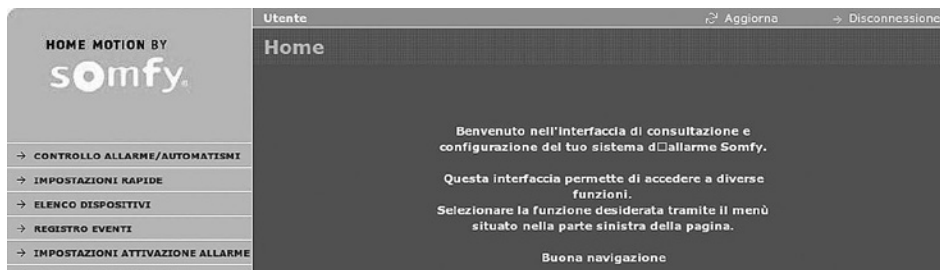 Utente
Aggiorna
→ Disconnessione
HOME MOTION BY
somfy®
Home
Benvenuto nell'interfaccia di consultazione e
configurazione del tuo sistema d□allarme Somfy.
Questa interfaccia permette di accedere a diverse
funzioni.
Selezionare la funzione desiderata tramite il menù
situato nella parte sinistra della pagina.
Buona navigazione
→ CONTROLLO ALLARME/AUTOMATISMI
→ IMPOSTAZIONI RAPIDE
→ ELENCO DISPOSITIVI
→ REGISTRO EVENTI
→ IMPOSTAZIONI ATTIVAZIONE ALLARME